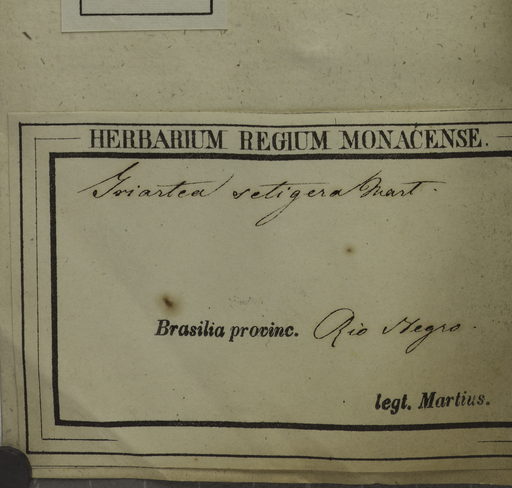 HERBARIUM REGIUM MONACENSE.
Iriartea setigera Mart.
Brasilia provinc. Rio Negro.
legt. Martius.